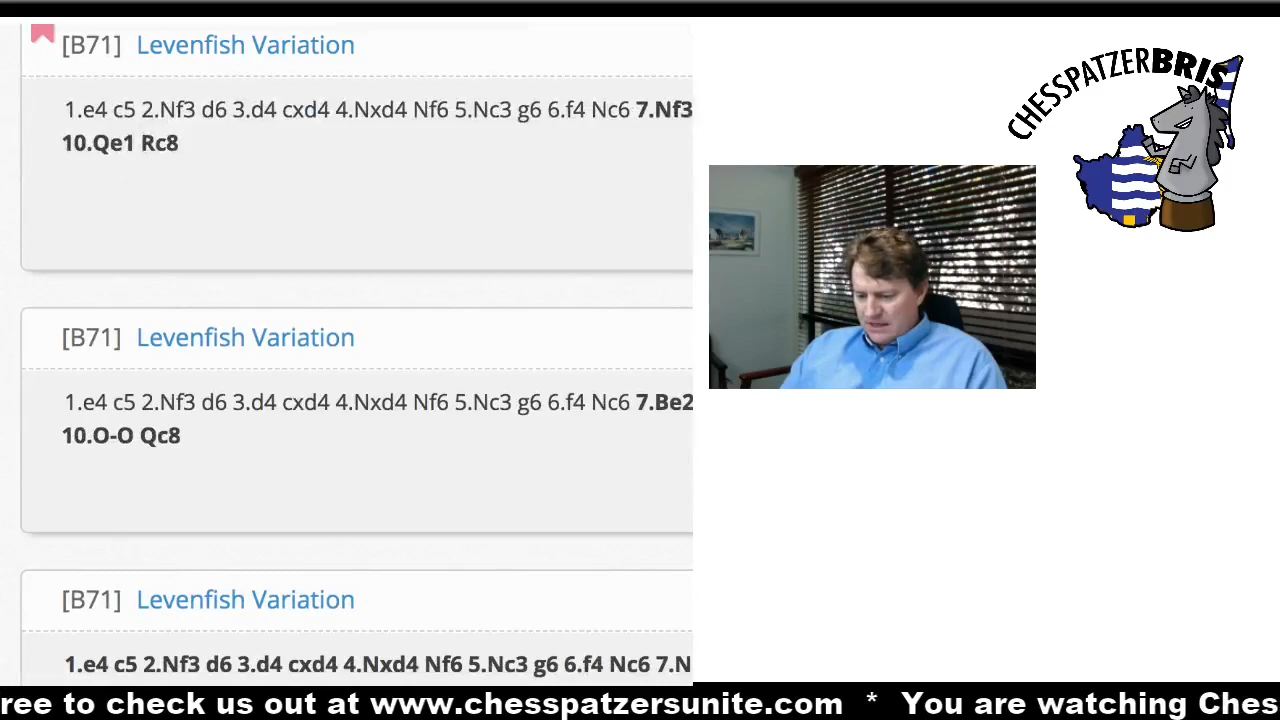 [B71] Levenfish Variation
1.e4 c5 2.Nf3 d6 3.d4 cxd4 4.Nxd4 Nf6 5.Nc3 g6 6.f4 Nc6 7.Nf3
10.Qe1 Rc8
[B71] Levenfish Variation
1.e4 c5 2.Nf3 d6 3.d4 cxd4 4.Nxd4 Nf6 5.Nc3 g6 6.f4 Nc6 7.Be2
10.O-O Qc8
[B71] Levenfish Variation
1.e4 c5 2.Nf3 d6 3.d4 cxd4 4.Nxd4 Nf6 5.Nc3 g6 6.f4 Nc6 7.N
CHESSPATZERBRIS
ree to check us out at www.chesspatzersunite.com * You are watching Ches